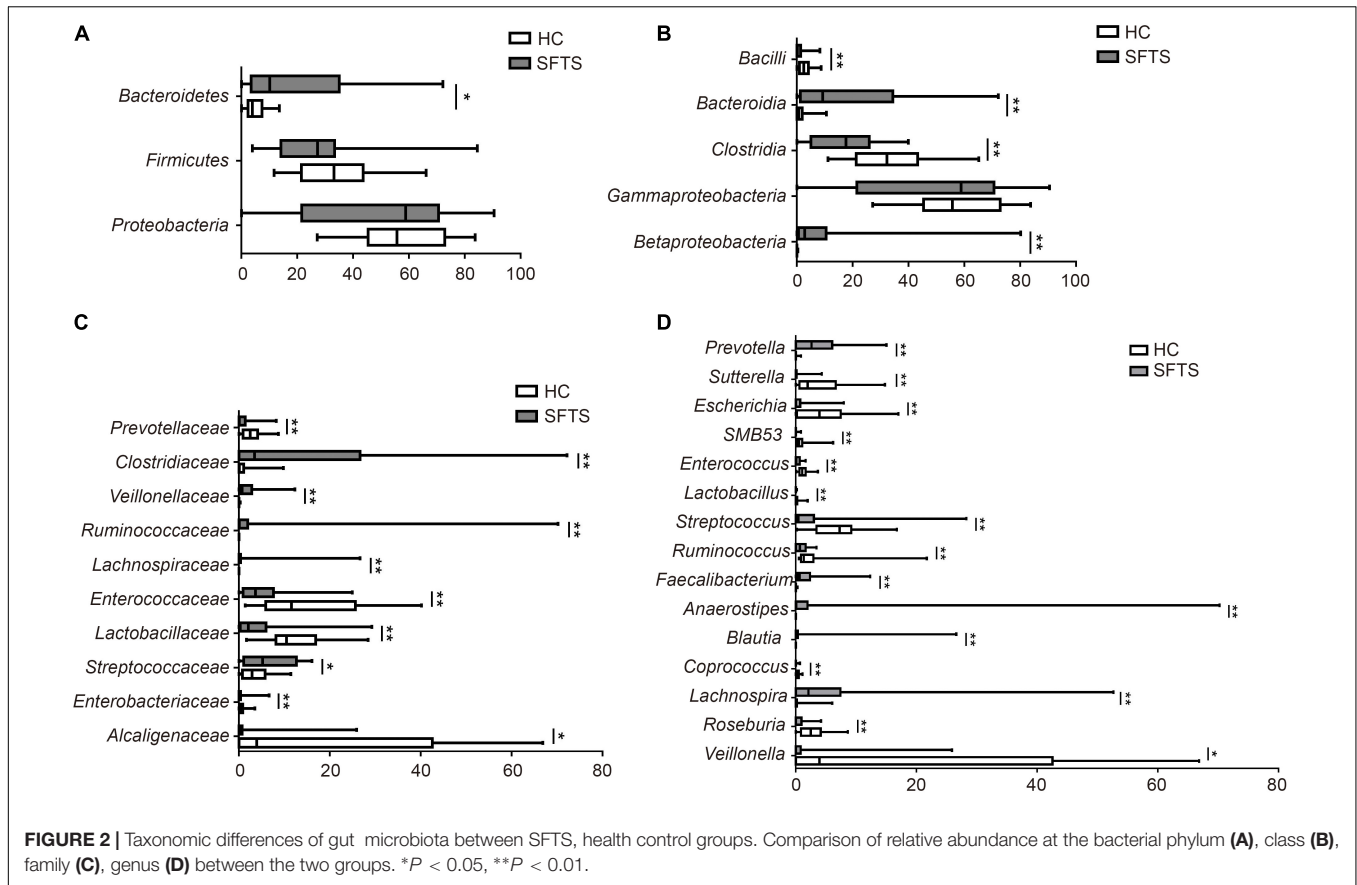 A
HC
SFTS
Bacteroidetes
*
Firmicutes
Proteobacteria
0 20 40 60 80 100
B
HC
SFTS
Bacilli
**
Bacteroidia
**
Clostridia
**
Gammaproteobacteria
Betaproteobacteria
**
0 20 40 60 80 100
C
HC
SFTS
Prevotellaceae
**
Clostridiaceae
**
Veillonellaceae
**
Ruminococcaceae
**
Lachnospiraceae
**
Enterococcaceae
**
Lactobacillaceae
**
Streptococcaceae
*
Enterobacteriaceae
**
Alcaligenaceae
*
0 20 40 60 80
D
HC
SFTS
Prevotella
**
Sutterella
**
Escherichia
**
SMB53
**
Enterococcus
**
Lactobacillus
**
Streptococcus
**
Ruminococcus
**
Faecalibacterium
**
Anaerostipes
**
Blautia
**
Coprococcus
**
Lachnospira
**
Roseburia
**
Veillonella
*
0 20 40 60 80
FIGURE 2 | Taxonomic differences of gut microbiota between SFTS, health control groups. Comparison of relative abundance at the bacterial phylum (A), class (B),
family (C), genus (D) between the two groups. *P < 0.05, **P < 0.01.